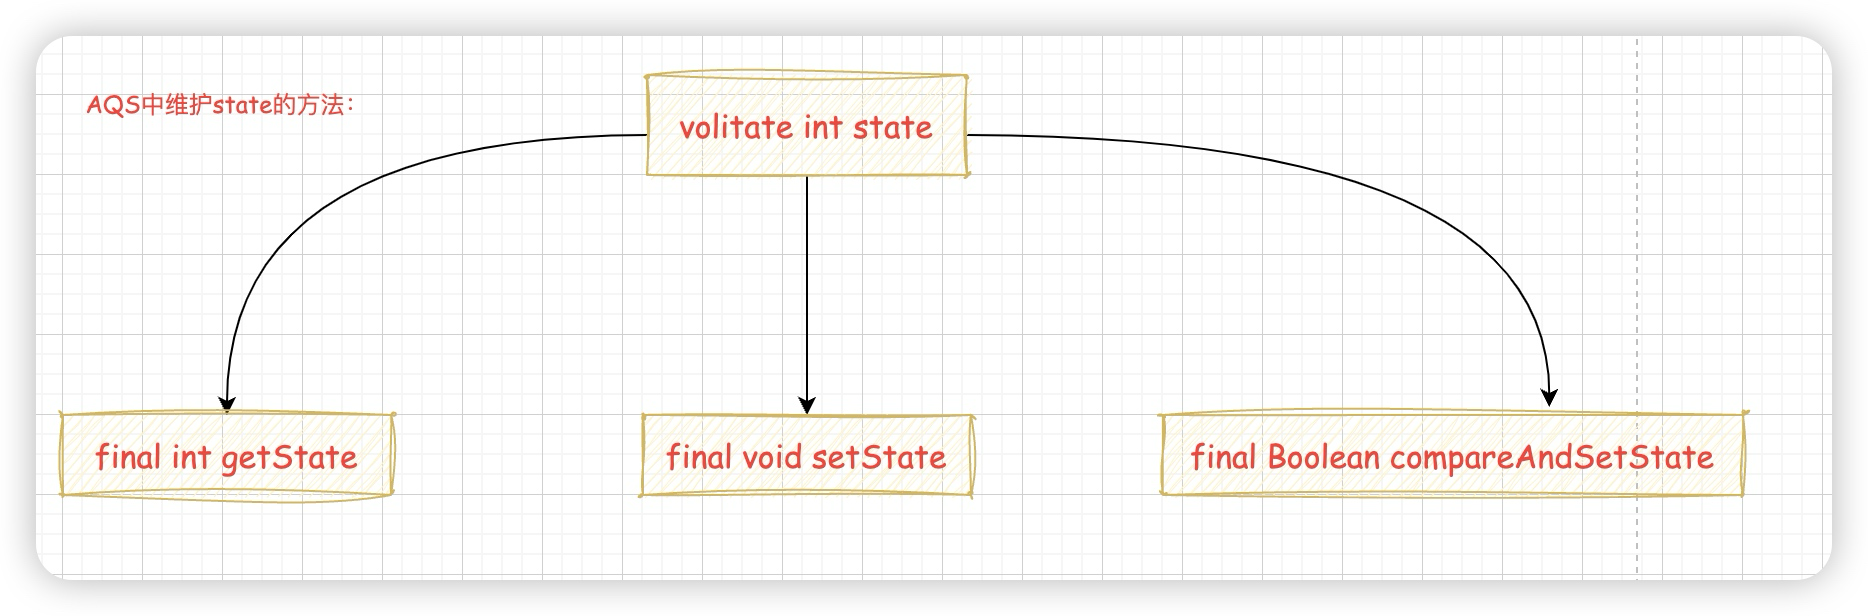 AQS中维护state的方法：
volitate int state
final int getState
final void setState
final Boolean compareAndSetState